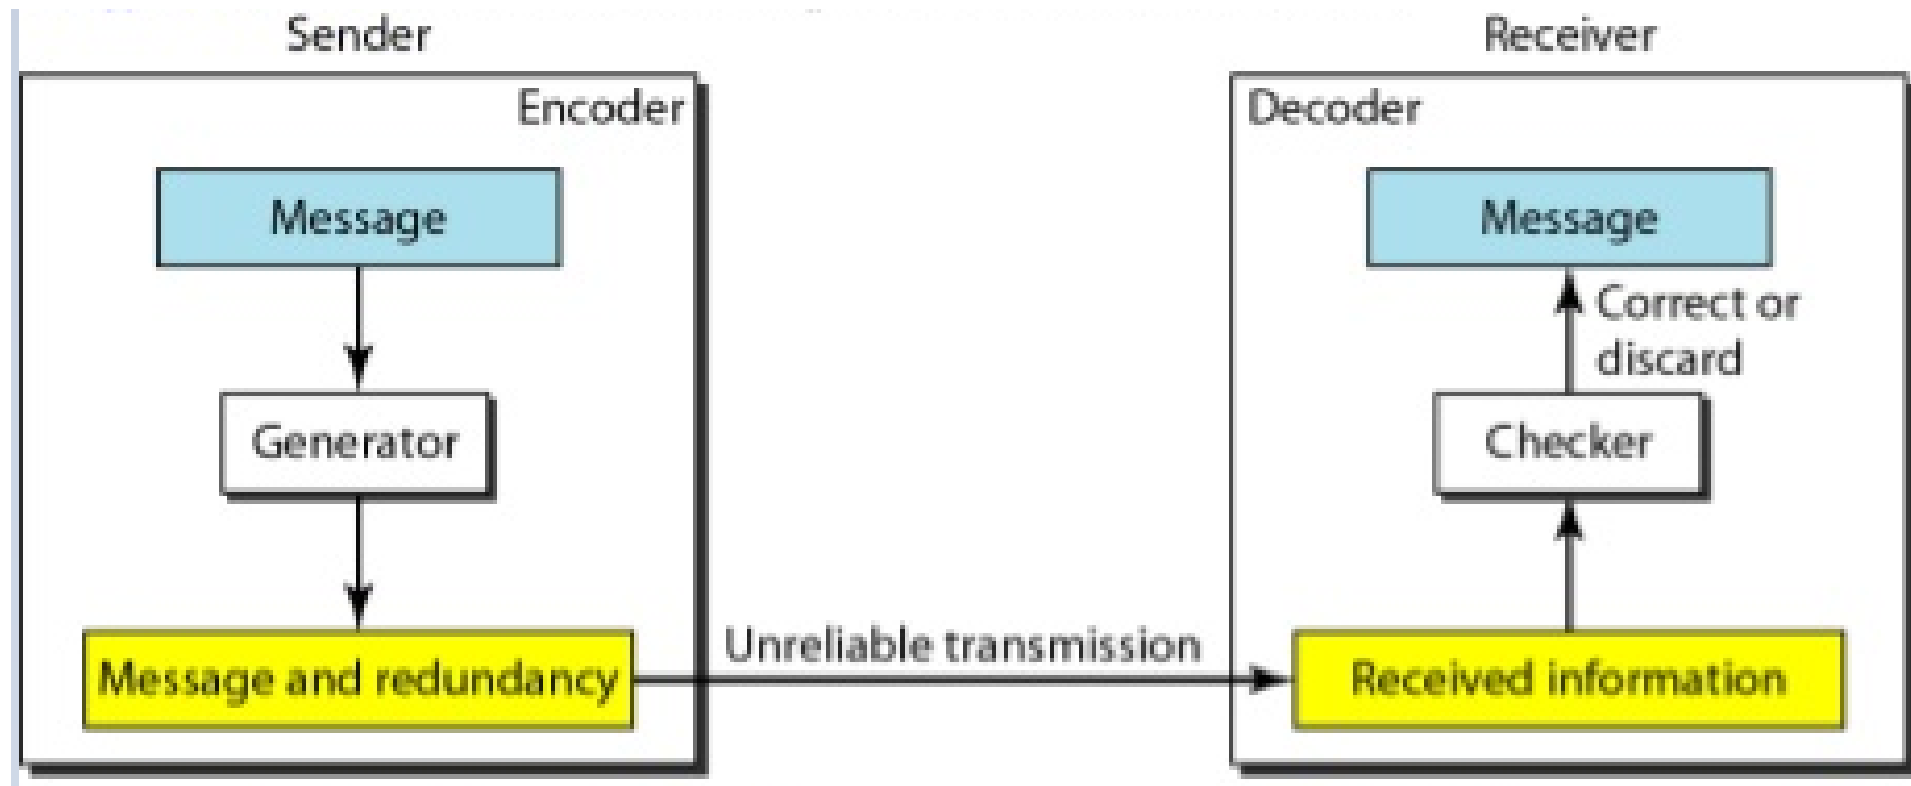 Sender
Receiver
Encoder
Decoder
Message
Message
Correct or
discard
Generator
Checker
Unreliable transmission
Message and redundancy
Received information